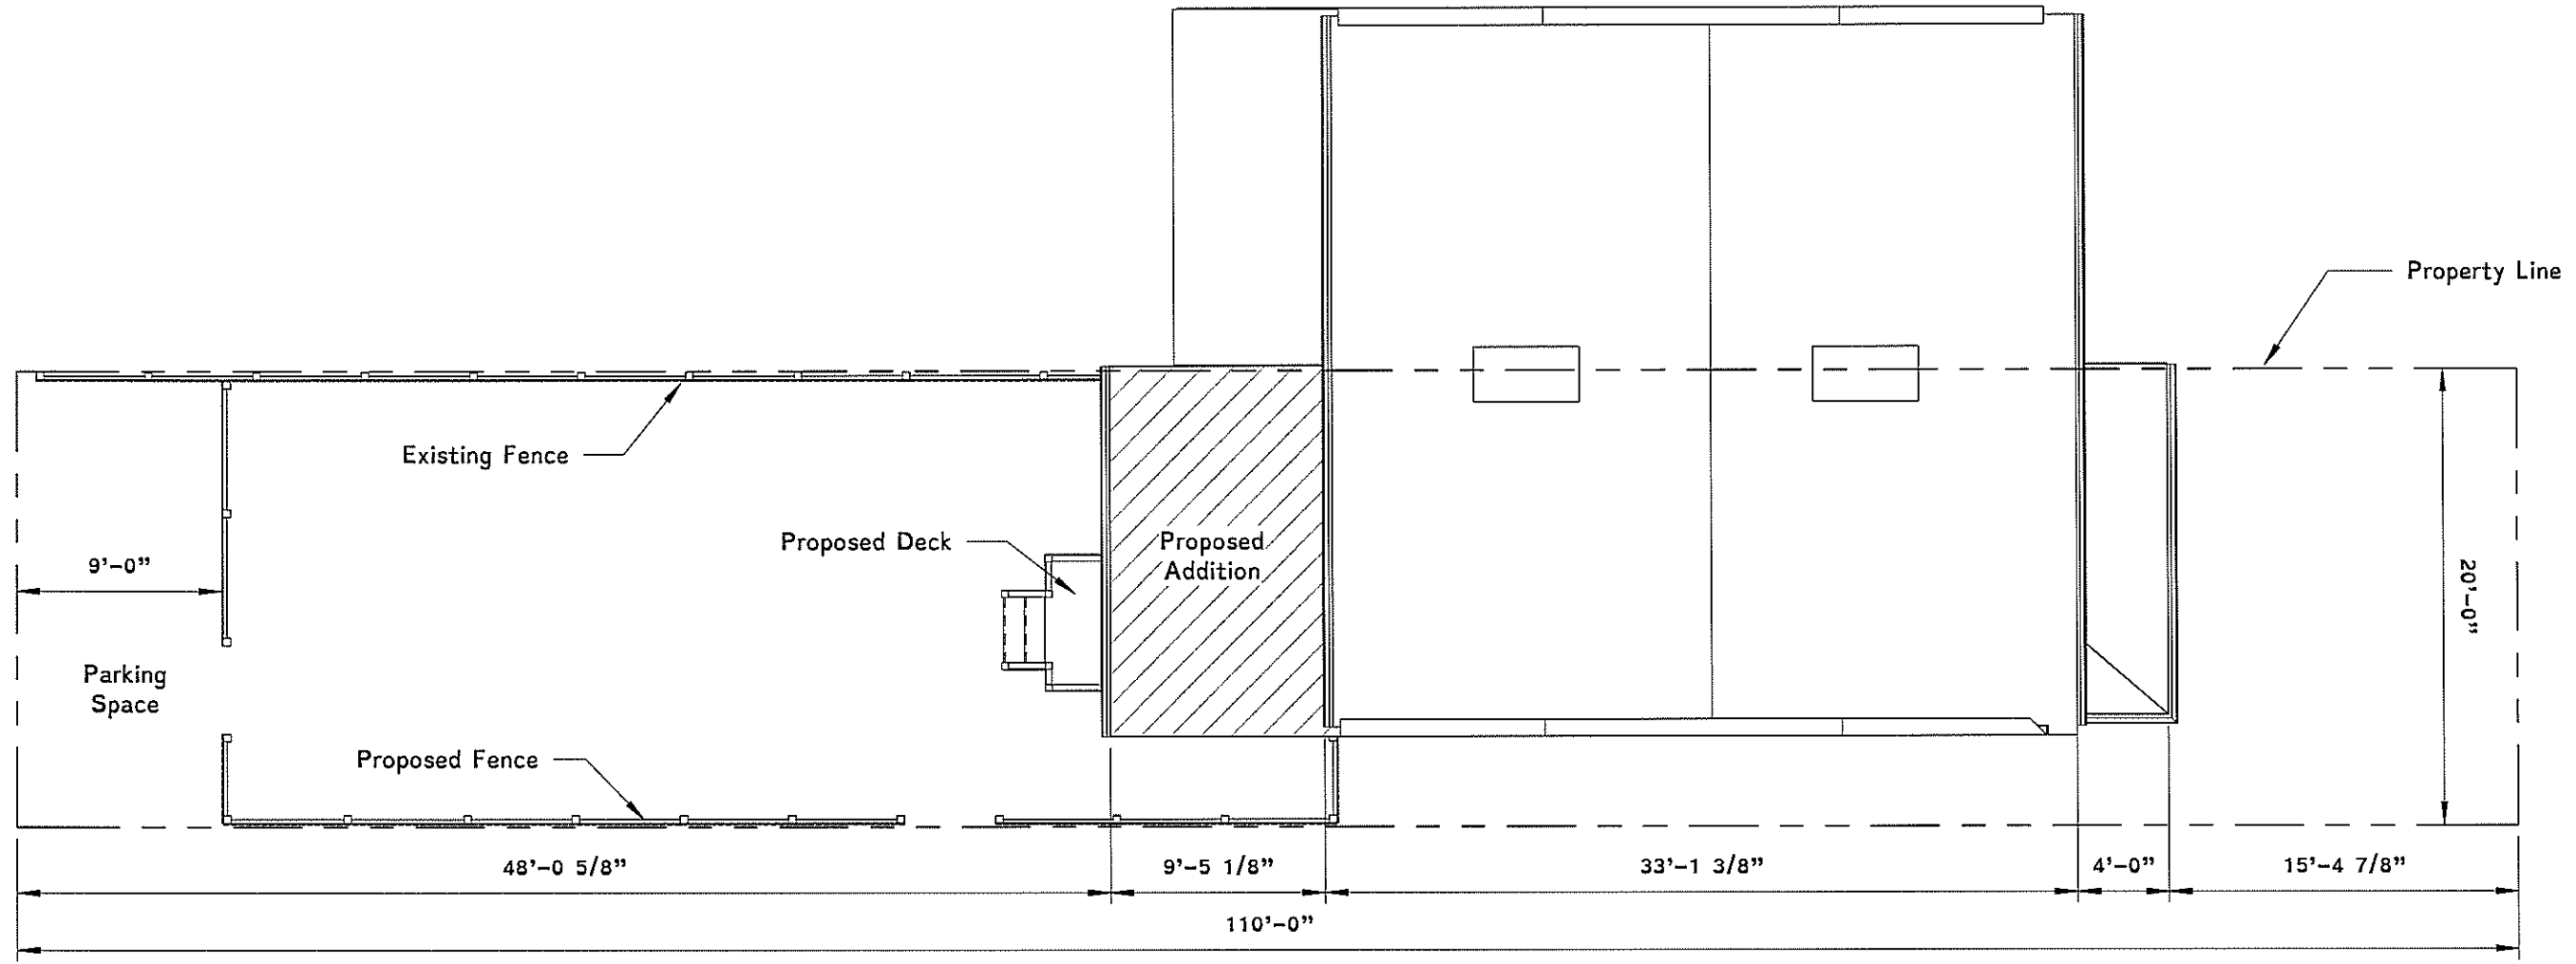 Property Line
Existing Fence
Proposed Deck
Proposed
Addition
9'-0"
20'-0"
Parking
Space
Proposed Fence
48'-0 5/8"
9'-5 1/8"
33'-1 3/8"
4'-0"
15'-4 7/8"
110'-0"